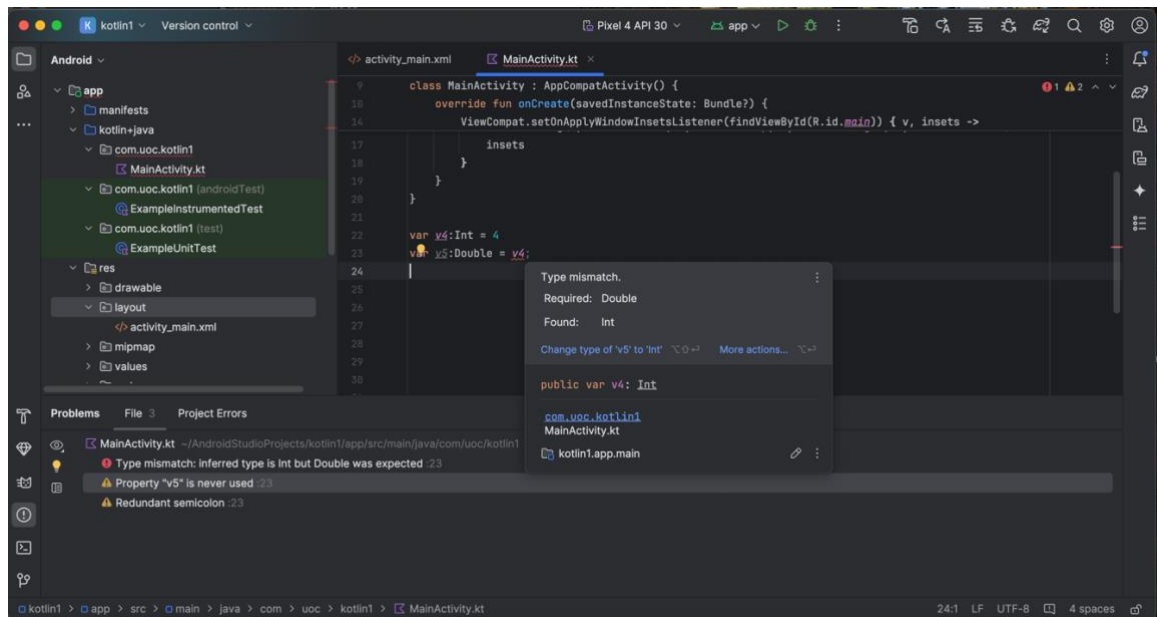 K kotlin1 Version control Pixel 4 API 30 app
Android
activity_main.xml MainActivity.kt
app
manifests
kotlin+java
com.uoc.kotlin1
MainActivity.kt
com.uoc.kotlin1 (androidTest)
ExampleInstrumentedTest
com.uoc.kotlin1 (test)
ExampleUnitTest
res
drawable
layout
activity_main.xml
mipmap
values
9 class MainActivity : AppCompatActivity() {
10 override fun onCreate(savedInstanceState: Bundle?) {
14 ViewCompat.setOnApplyWindowInsetsListener(findViewById(R.id.main)) { v, insets ->
17 insets
18 }
19 }
20 }
21
22 var v4:Int = 4
23 var v5:Double = v4;
24
25
26
27
28
29
30
1 2
Type mismatch.
Required: Double
Found: Int
Change type of 'v5' to 'Int' ⌥⇧⏎ More actions... ⌥⏎
public var v4: Int
com.uoc.kotlin1
MainActivity.kt
kotlin1.app.main
Problems File 3 Project Errors
MainActivity.kt ~/AndroidStudioProjects/kotlin1/app/src/main/java/com/uoc/kotlin1
Type mismatch: inferred type is Int but Double was expected :23
Property "v5" is never used :23
Redundant semicolon :23
kotlin1 > app > src > main > java > com > uoc > kotlin1 > MainActivity.kt 24:1 LF UTF-8 4 spaces